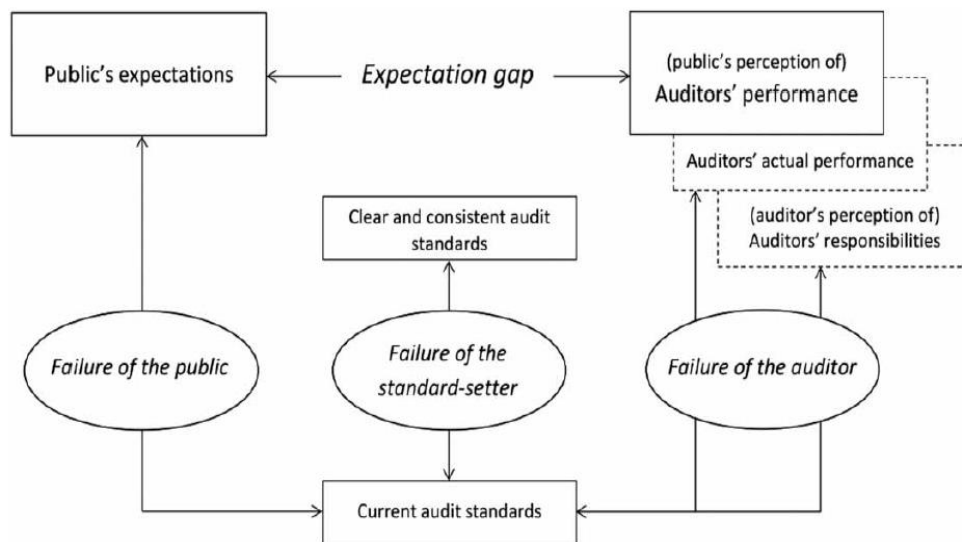 Public's expectations
Expectation gap
(public's perception of)
Auditors' performance
Auditors' actual performance
(auditor's perception of)
Auditors' responsibilities
Clear and consistent audit
standards
Failure of the public
Failure of the
standard-setter
Failure of the auditor
Current audit standards